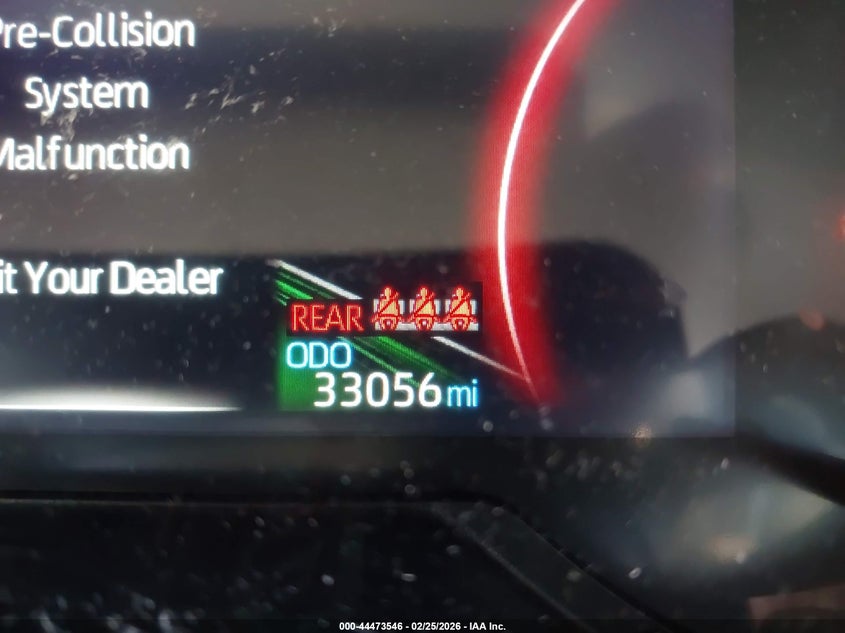 Pre-Collision
System
Malfunction
it Your Dealer
REAR
ODO
33056 mi
000-44473546 - 02/25/2026 - IAA Inc.